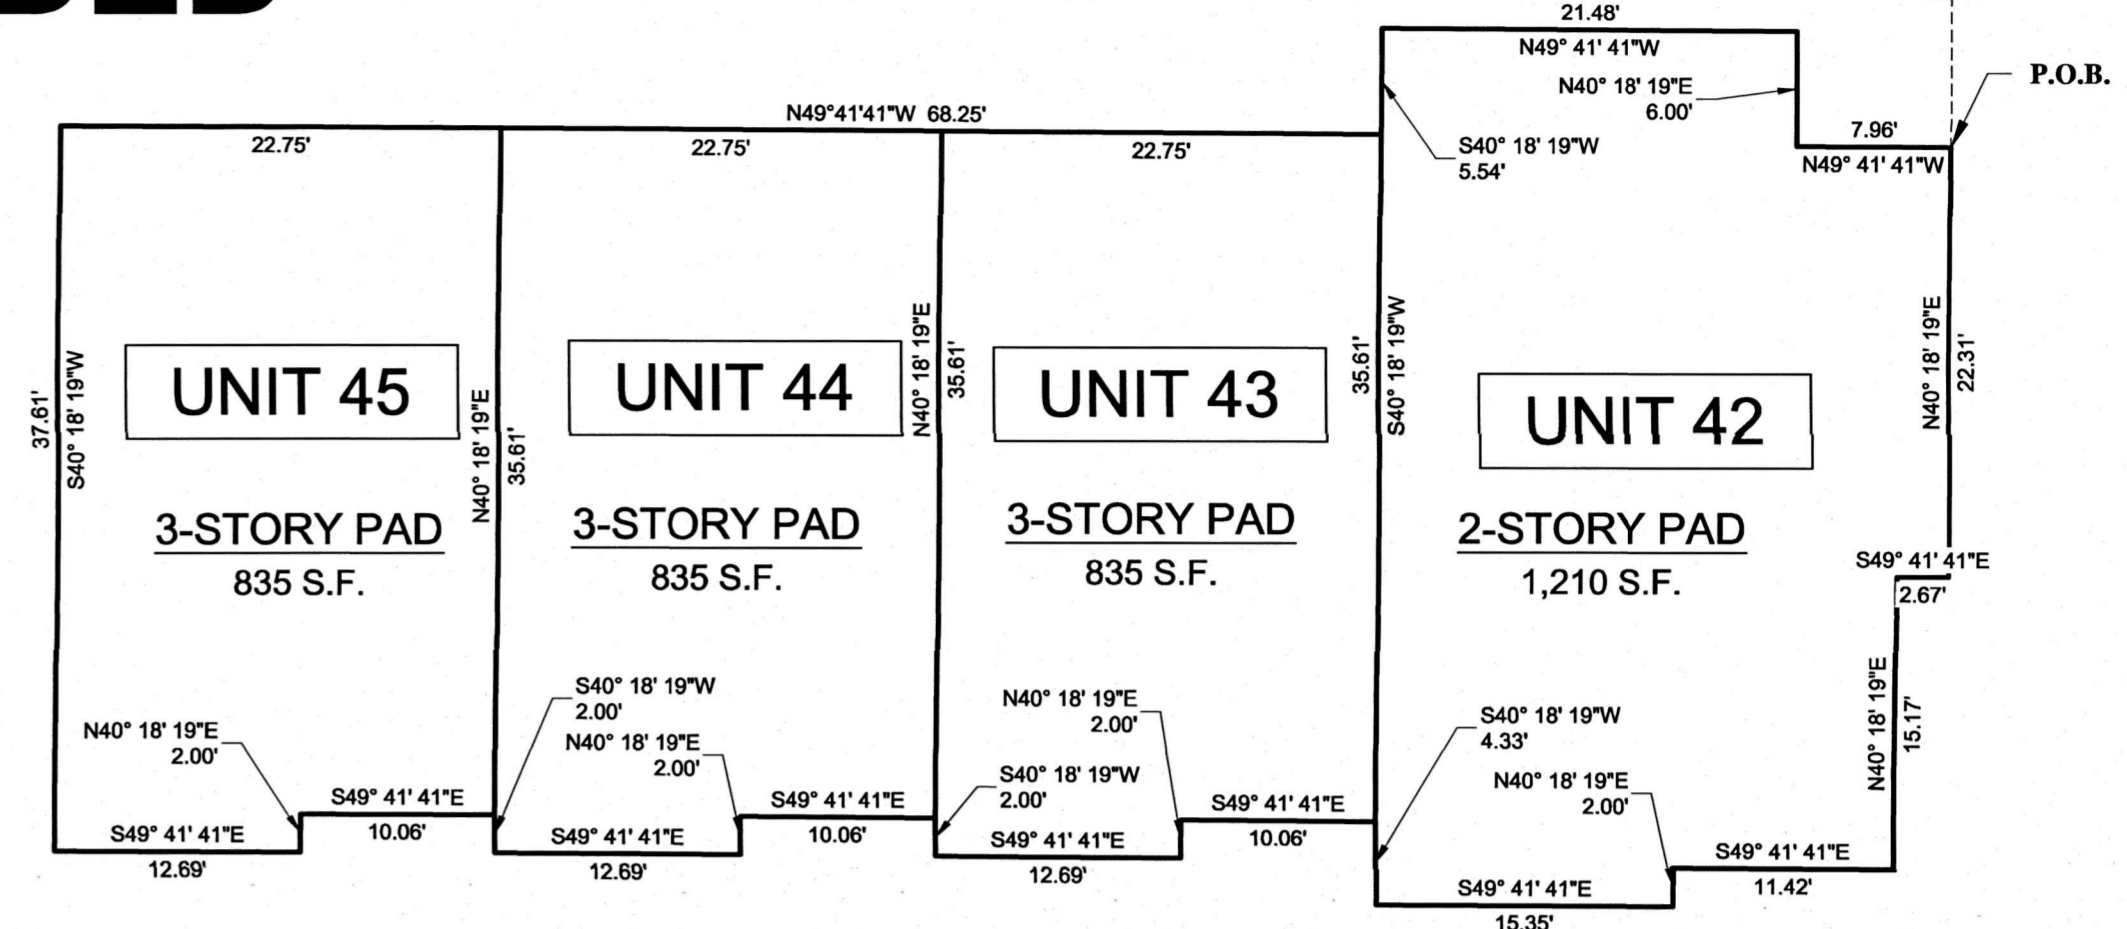 21.48'
N49° 41' 41"W
N40° 18' 19"E
6.00'
P.O.B.
N49°41'41"W 68.25'
7.96'
N49° 41' 41"W
S40° 18' 19"W
5.54'
22.75'
22.75'
22.75'
37.61'
S40° 18' 19"W
UNIT 45
3-STORY PAD
835 S.F.
N40° 18' 19"E
35.61'
UNIT 44
3-STORY PAD
835 S.F.
N40° 18' 19"E
35.61'
UNIT 43
3-STORY PAD
835 S.F.
35.61'
S40° 18' 19"W
UNIT 42
2-STORY PAD
1,210 S.F.
N40° 18' 19"E
22.31'
S49° 41' 41"E
2.67'
N40° 18' 19"E
15.17'
N40° 18' 19"E
2.00'
S49° 41' 41"E
12.69'
S49° 41' 41"E
10.06'
S40° 18' 19"W
2.00'
N40° 18' 19"E
2.00'
S49° 41' 41"E
12.69'
S49° 41' 41"E
10.06'
N40° 18' 19"E
2.00'
S40° 18' 19"W
2.00'
S49° 41' 41"E
12.69'
S49° 41' 41"E
10.06'
S40° 18' 19"W
4.33'
N40° 18' 19"E
2.00'
S49° 41' 41"E
15.35'
S49° 41' 41"E
11.42'